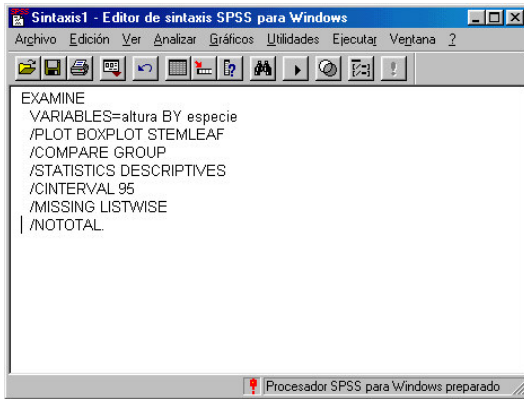 Sintaxis1 - Editor de sintaxis SPSS para Windows
Archivo Edición Ver Analizar Gráficos Utilidades Ejecutar Ventana ?
EXAMINE
VARIABLES=altura BY especie
/PLOT BOXPLOT STEMLEAF
/COMPARE GROUP
/STATISTICS DESCRIPTIVES
/CINTERVAL 95
/MISSING LISTWISE
/NOTOTAL.
Procesador SPSS para Windows preparado